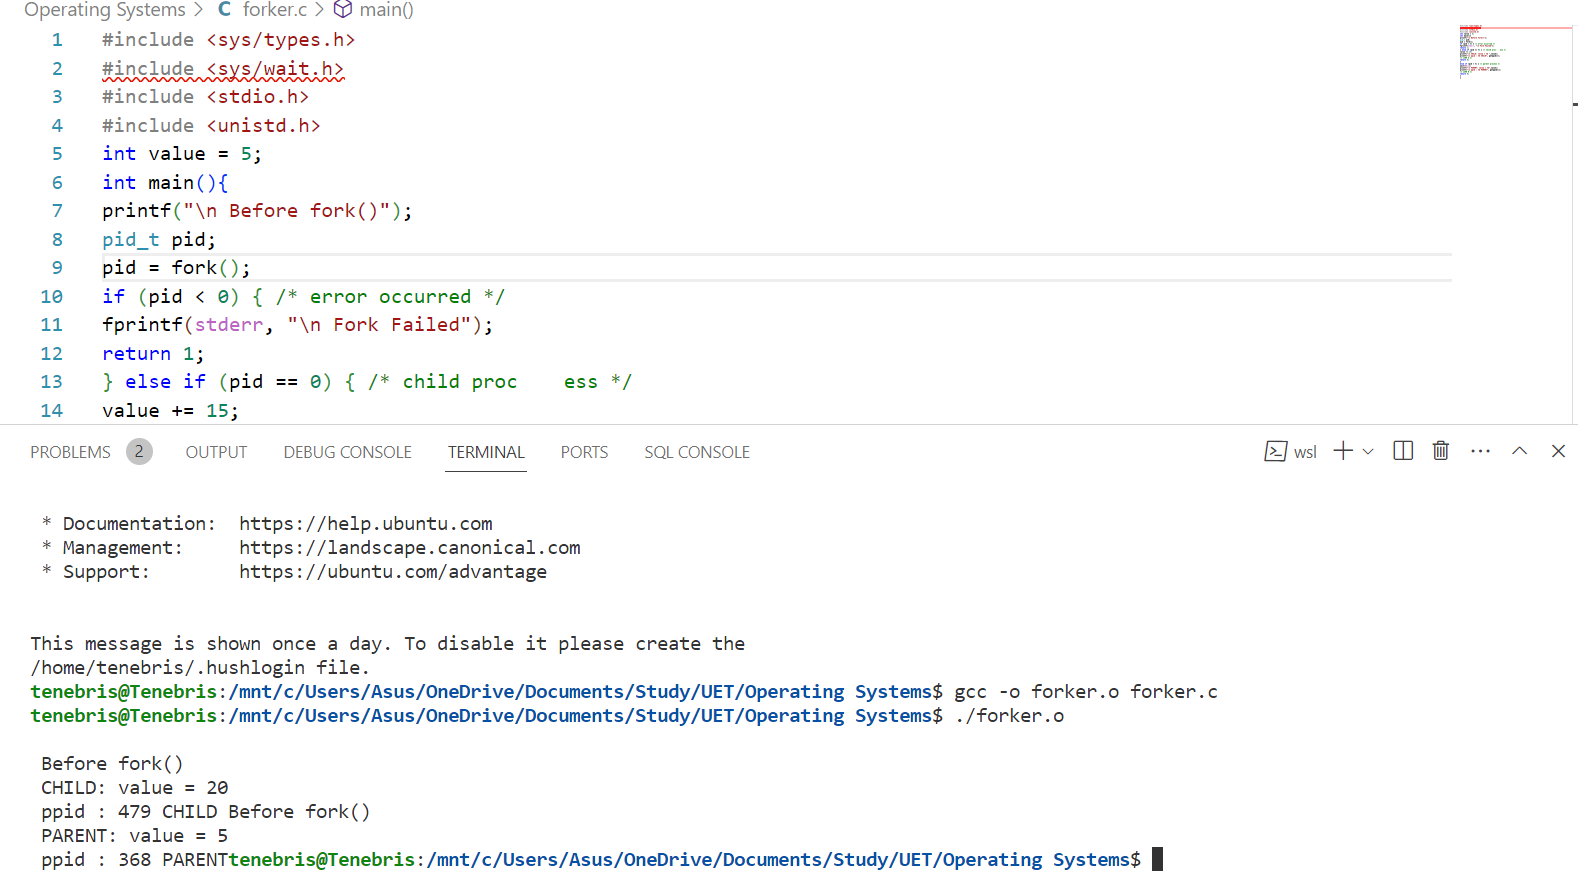 Operating Systems > C forker.c > main()
1 #include <sys/types.h>
2 #include <sys/wait.h>
3 #include <stdio.h>
4 #include <unistd.h>
5 int value = 5;
6 int main(){
7 printf("\n Before fork()");
8 pid_t pid;
9 pid = fork();
10 if (pid < 0) { /* error occurred */
11 fprintf(stderr, "\n Fork Failed");
12 return 1;
13 } else if (pid == 0) { /* child proc    ess */
14 value += 15;
PROBLEMS 2 OUTPUT DEBUG CONSOLE TERMINAL PORTS SQL CONSOLE wsl
* Documentation:  https://help.ubuntu.com
* Management:     https://landscape.canonical.com
* Support:        https://ubuntu.com/advantage
This message is shown once a day. To disable it please create the
/home/tenebris/.hushlogin file.
tenebris@Tenebris:/mnt/c/Users/Asus/OneDrive/Documents/Study/UET/Operating Systems$ gcc -o forker.o forker.c
tenebris@Tenebris:/mnt/c/Users/Asus/OneDrive/Documents/Study/UET/Operating Systems$ ./forker.o
Before fork()
CHILD: value = 20
ppid : 479 CHILD Before fork()
PARENT: value = 5
ppid : 368 PARENTtenebris@Tenebris:/mnt/c/Users/Asus/OneDrive/Documents/Study/UET/Operating Systems$